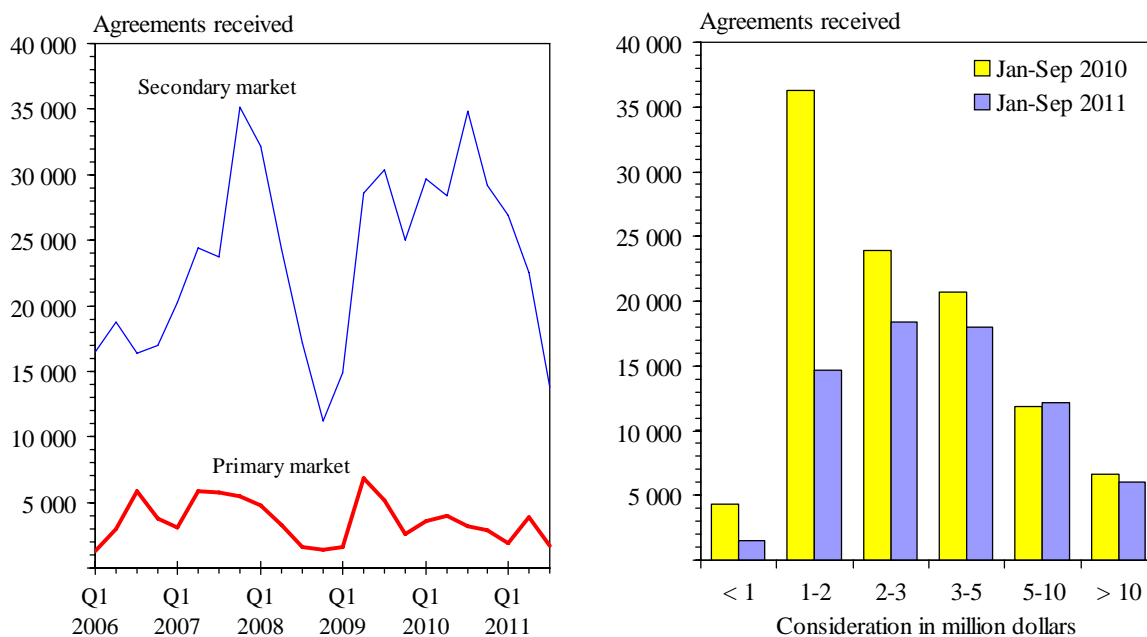 Agreements received
40 000
35 000
30 000
25 000
20 000
15 000
10 000
5 000
Secondary market
Primary market
Q1 Q1 Q1 Q1 Q1 Q1
2006 2007 2008 2009 2010 2011
Agreements received
40 000
35 000
30 000
25 000
20 000
15 000
10 000
5 000
Jan-Sep 2010
Jan-Sep 2011
< 1 1-2 2-3 3-5 5-10 > 10
Consideration in million dollars